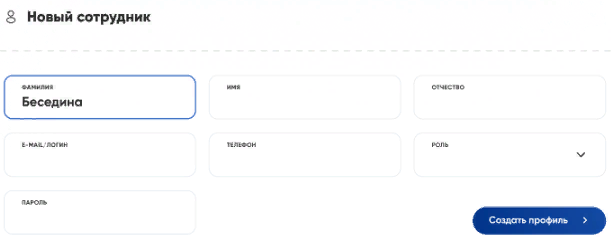 Новый сотрудник
ФАМИЛИЯ
Беседина
ИМЯ
ОТЧЕСТВО
E-MAIL/ЛОГИН
ТЕЛЕФОН
РОЛЬ
ПАРОЛЬ
Создать профиль